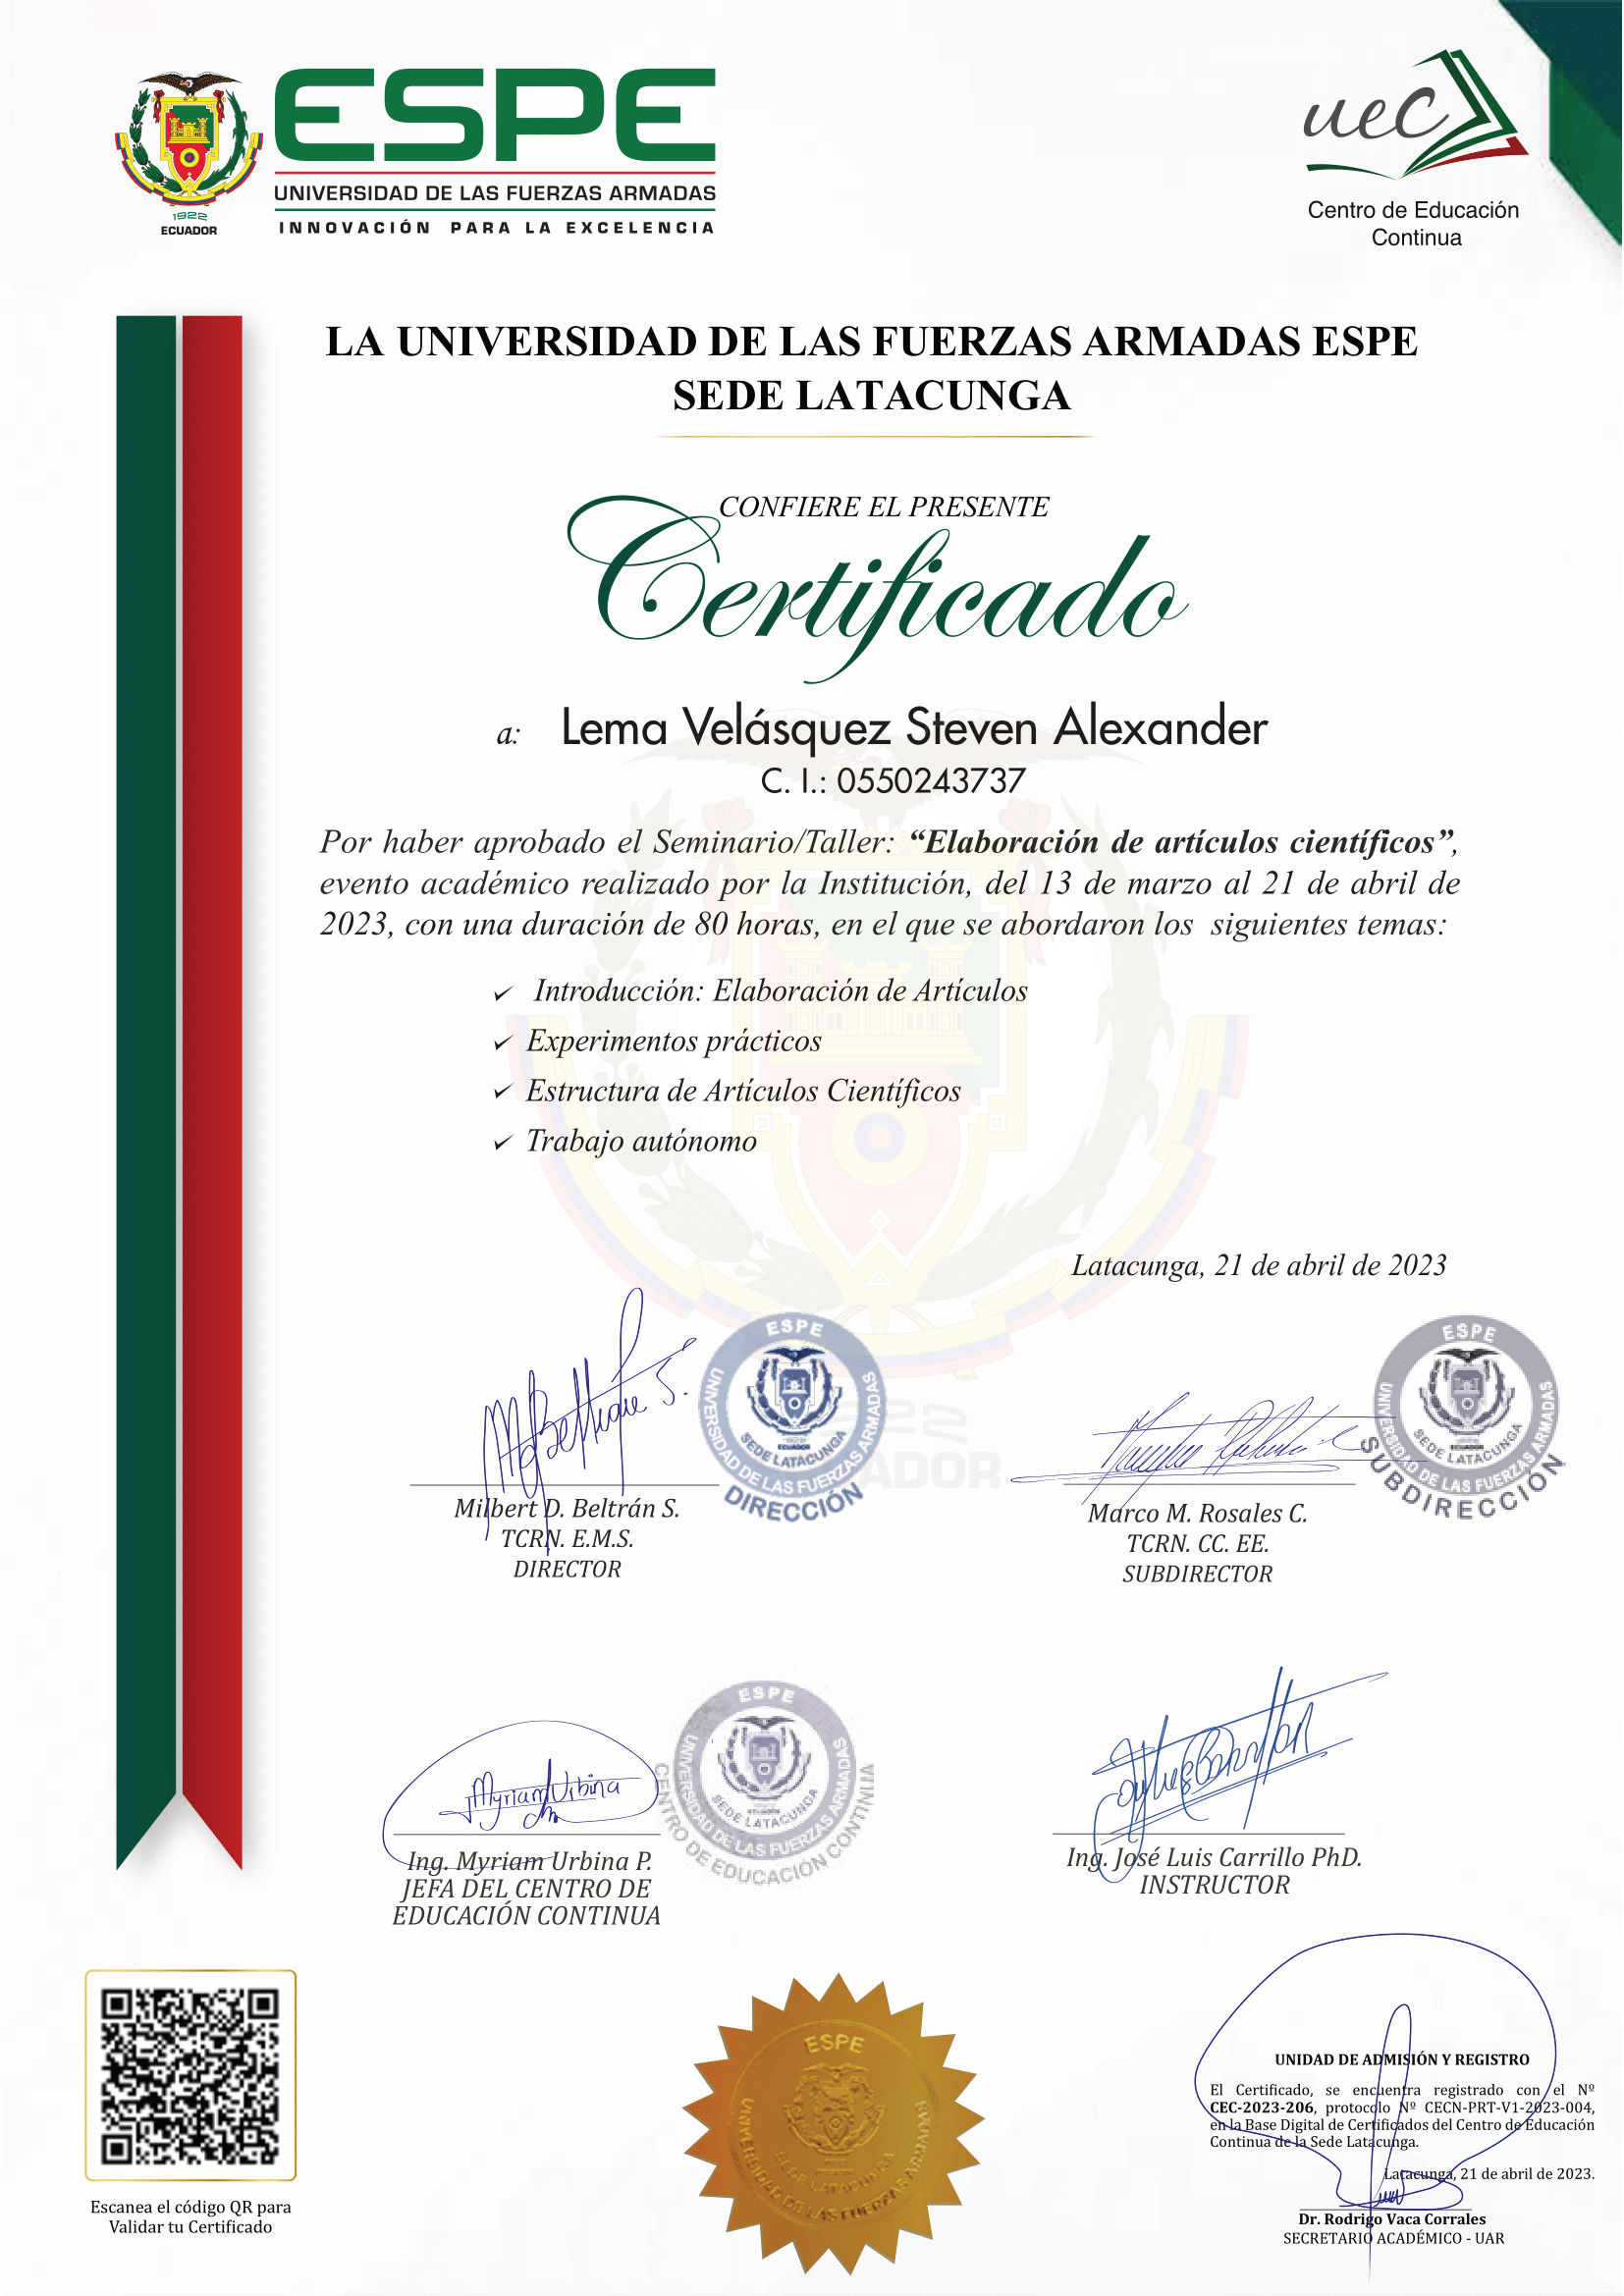 ESPE
UNIVERSIDAD DE LAS FUERZAS ARMADAS
INNOVACIÓN PARA LA EXCELENCIA
1922
ECUADOR
uec
Centro de Educación
Continua
LA UNIVERSIDAD DE LAS FUERZAS ARMADAS ESPE
SEDE LATACUNGA
CONFIERE EL PRESENTE
Certificado
a: Lema Velásquez Steven Alexander
C. I.: 0550243737
Por haber aprobado el Seminario/Taller: “Elaboración de artículos científicos”,
evento académico realizado por la Institución, del 13 de marzo al 21 de abril de
2023, con una duración de 80 horas, en el que se abordaron los siguientes temas:
✓ Introducción: Elaboración de Artículos
✓ Experimentos prácticos
✓ Estructura de Artículos Científicos
✓ Trabajo autónomo
Latacunga, 21 de abril de 2023
ESPE
UNIVERSIDAD DE LAS FUERZAS ARMADAS
ECUADOR
SEDE LATACUNGA
DIRECCIÓN
Milbert D. Beltrán S.
TCRN. E.M.S.
DIRECTOR
ESPE
UNIVERSIDAD DE LAS FUERZAS ARMADAS
ECUADOR
SEDE LATACUNGA
SUBDIRECCIÓN
Marco M. Rosales C.
TCRN. CC. EE.
SUBDIRECTOR
Myriam Urbina
ESPE
UNIVERSIDAD DE LAS FUERZAS ARMADAS
SEDE LATACUNGA
CENTRO DE EDUCACIÓN CONTINUA
Ing. Myriam Urbina P.
JEFA DEL CENTRO DE
EDUCACIÓN CONTINUA
Ing. José Luis Carrillo PhD.
INSTRUCTOR
Escanea el código QR para
Validar tu Certificado
ESPE
UNIVERSIDAD DE LAS FUERZAS ARMADAS
SEDE LATACUNGA
UNIDAD DE ADMISIÓN Y REGISTRO
El Certificado, se encuentra registrado con el Nº
CEC-2023-206, protocolo Nº CECN-PRT-V1-2023-004,
en la Base Digital de Certificados del Centro de Educación
Continua de la Sede Latacunga.
Latacunga, 21 de abril de 2023.
Dr. Rodrigo Vaca Corrales
SECRETARIO ACADÉMICO - UAR